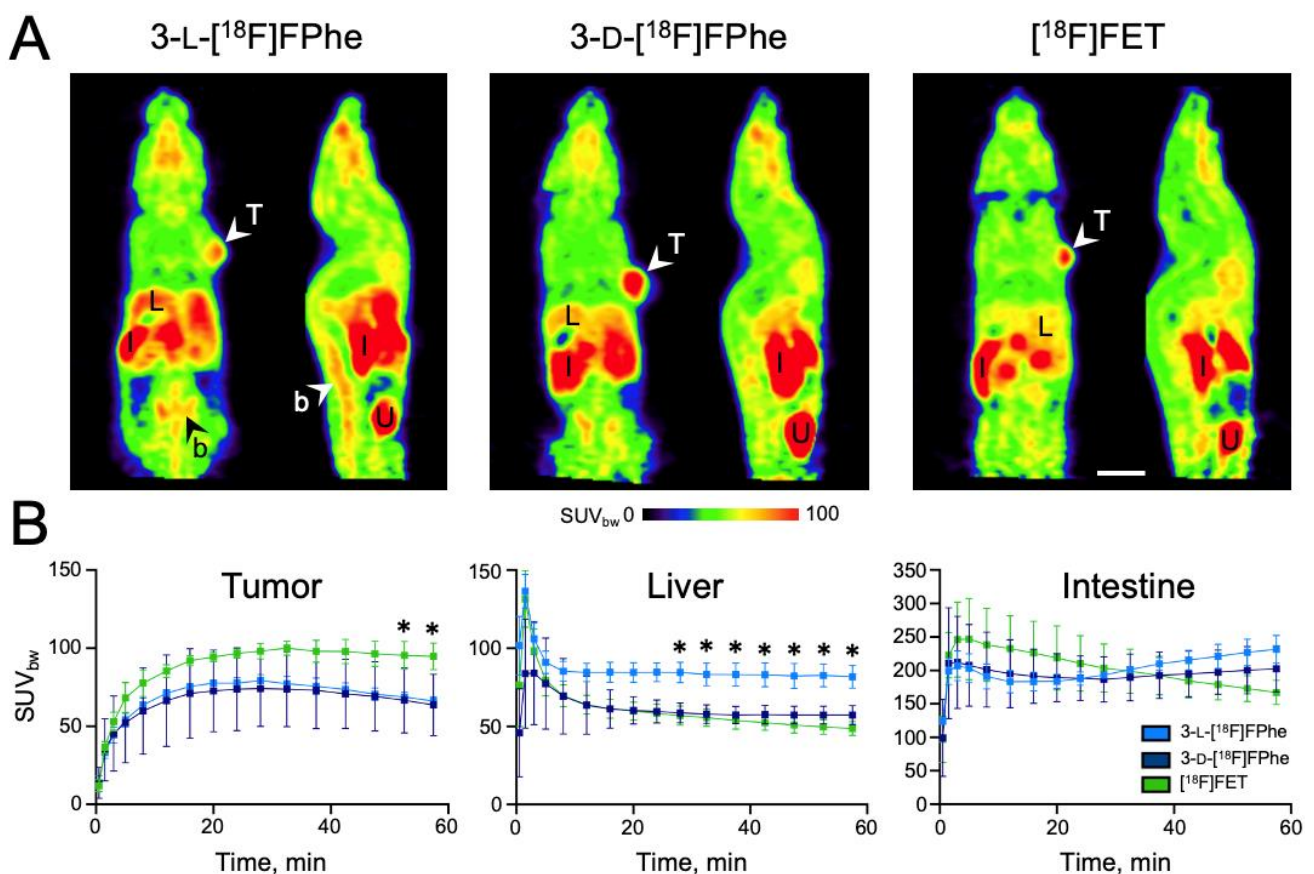 A
3-L-[¹⁸F]FPhe
3-D-[¹⁸F]FPhe
[¹⁸F]FET
T
L
I
b
I
U
b
T
L
I
I
U
T
L
I
I
U
SUVbw 0 100
B
Tumor
SUVbw
150
100
50
0
* *
0 20 40 60
Time, min
Liver
150
100
50
0
* * * * * * *
0 20 40 60
Time, min
Intestine
350
300
250
200
150
100
50
0
3-L-[¹⁸F]FPhe
3-D-[¹⁸F]FPhe
[¹⁸F]FET
0 20 40 60
Time, min